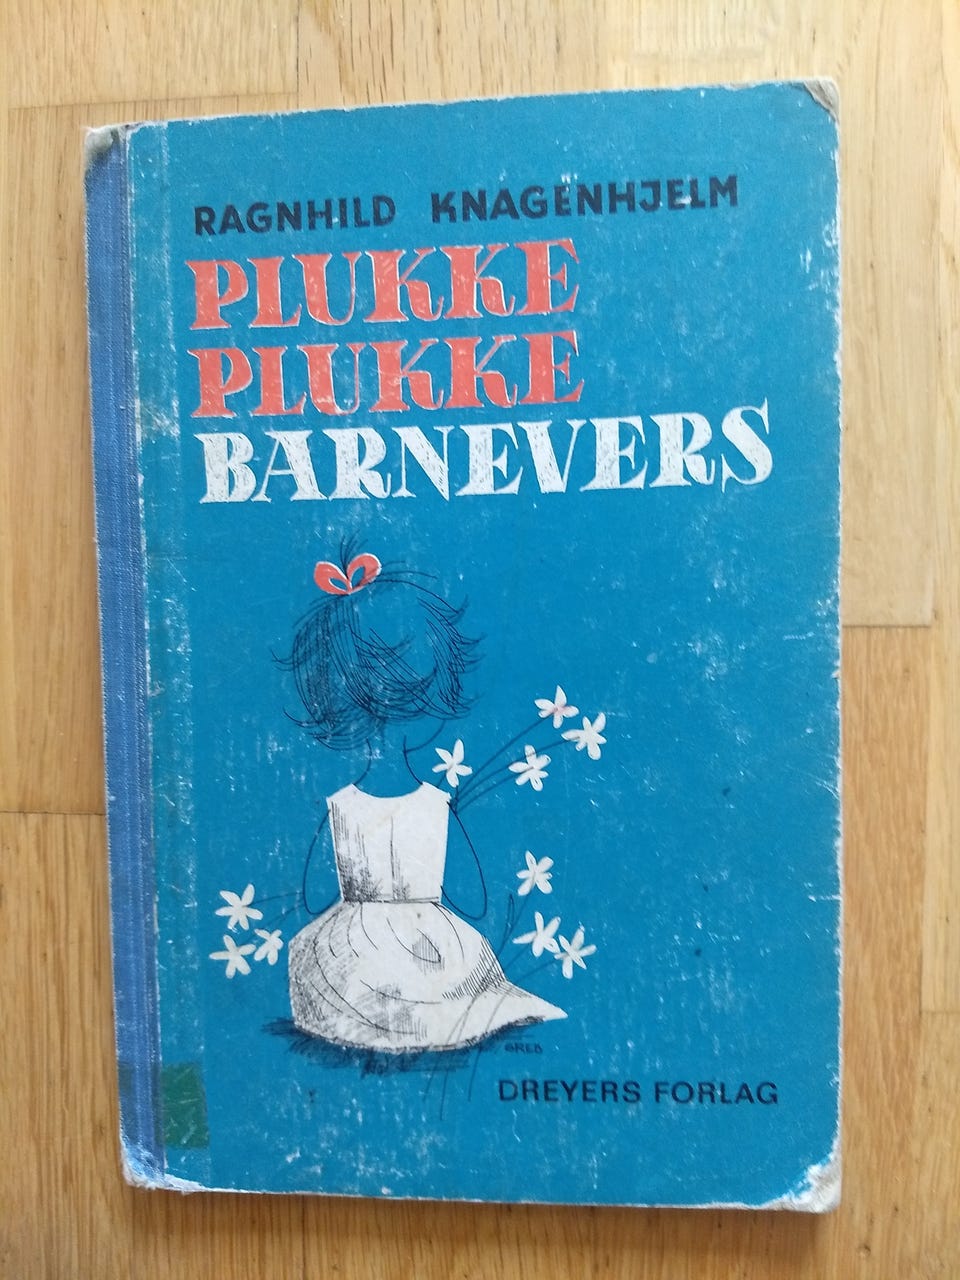 RAGNHILD KNAGENHJELM
PLUKKE
PLUKKE
BARNEVERS
DREYERS FORLAG